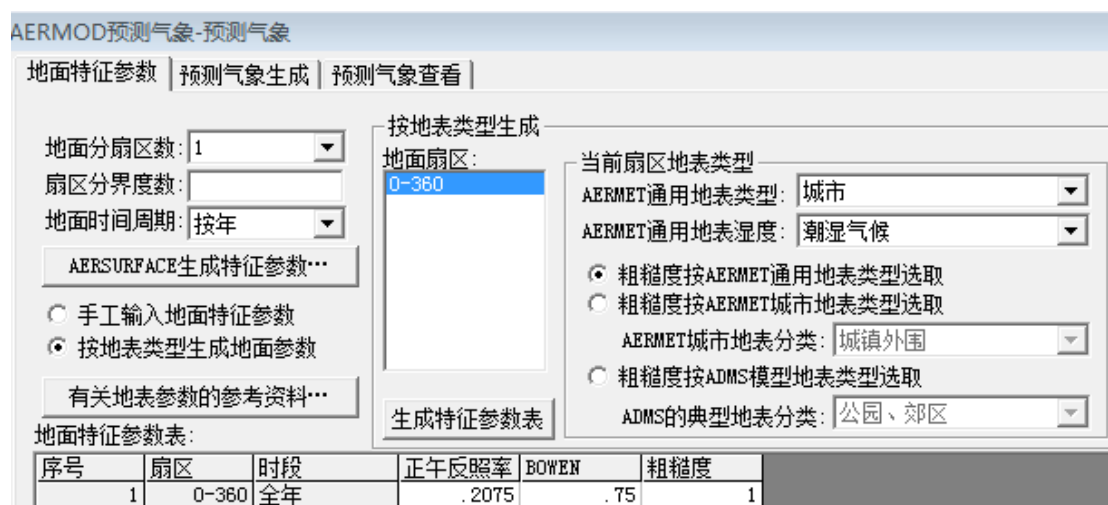 AERMOD预测气象-预测气象
地面特征参数 预测气象生成 预测气象查看
地面分扇区数: 1
扇区分界度数:
地面时间周期: 按年
AERSURFACE生成特征参数…
手工输入地面特征参数
按地表类型生成地面参数
有关地表参数的参考资料…
按地表类型生成
地面扇区:
0-360
生成特征参数表
当前扇区地表类型
AERMET通用地表类型: 城市
AERMET通用地表湿度: 潮湿气候
粗糙度按AERMET通用地表类型选取
粗糙度按AERMET城市地表类型选取
AERMET城市地表分类: 城镇外围
粗糙度按ADMS模型地表类型选取
ADMS的典型地表分类: 公园、郊区
地面特征参数表:
序号 扇区 时段 正午反照率 BOWEN 粗糙度
1 0-360 全年 .2075 .75 1